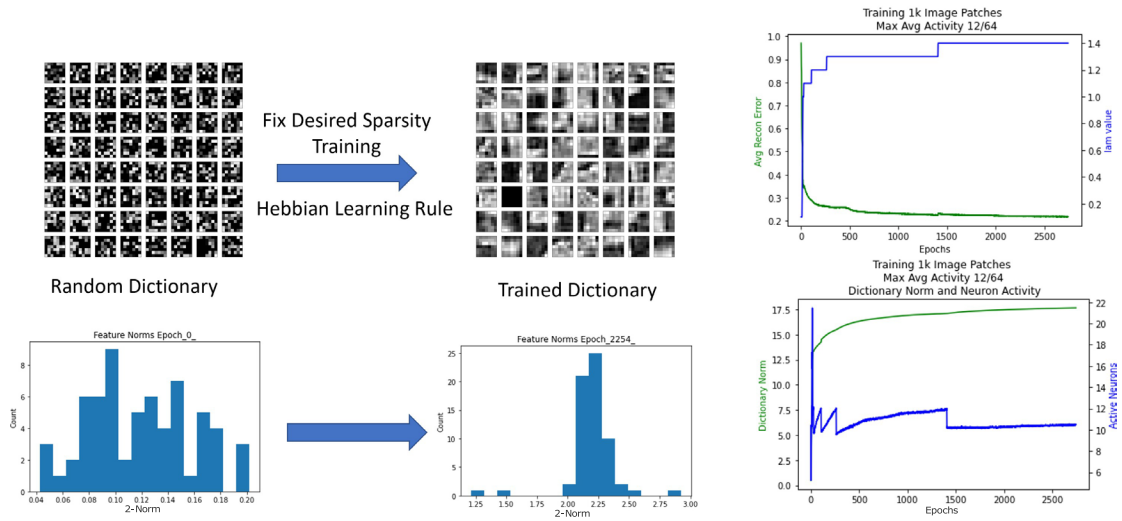 Fix Desired Sparsity
Training
Hebbian Learning Rule
Random Dictionary
Trained Dictionary
Feature Norms Epoch_0_
Count
8
6
4
2
0
0.04 0.06 0.08 0.10 0.12 0.14 0.16 0.18 0.20
2-Norm
Feature Norms Epoch_2254_
Count
25
20
15
10
5
0
1.25 1.50 1.75 2.00 2.25 2.50 2.75 3.00
2-Norm
Training 1k Image Patches
Max Avg Activity 12/64
Avg Recon Error
1.0
0.9
0.8
0.7
0.6
0.5
0.4
0.3
0.2
1.4
1.2
1.0
0.8
0.6
0.4
0.2
lam value
0 500 1000 1500 2000 2500
Epochs
Training 1k Image Patches
Max Avg Activity 12/64
Dictionary Norm and Neuron Activity
Dictionary Norm
17.5
15.0
12.5
10.0
7.5
5.0
2.5
0.0
22
20
18
16
14
12
10
8
6
Active Neurons
0 500 1000 1500 2000 2500
Epochs